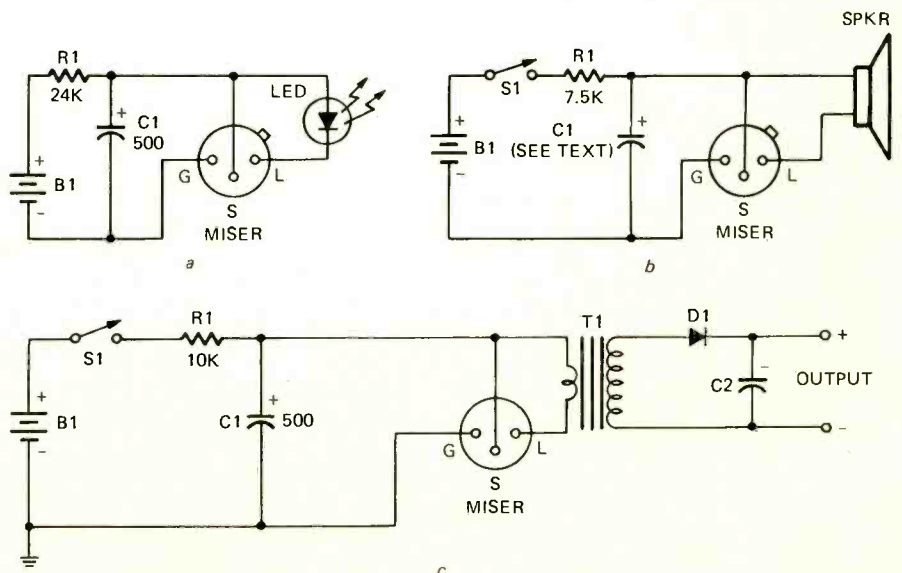 R1
24K
+
C1
500
LED
+
B1
-
G
L
S
MISER
a
SPKR
S1
R1
7.5K
+
C1
(SEE TEXT)
+
B1
-
G
L
S
MISER
b
S1
R1
10K
+
C1 500
+
B1
-
G
L
S
MISER
T1
D1
-
C2
+
OUTPUT
-
c